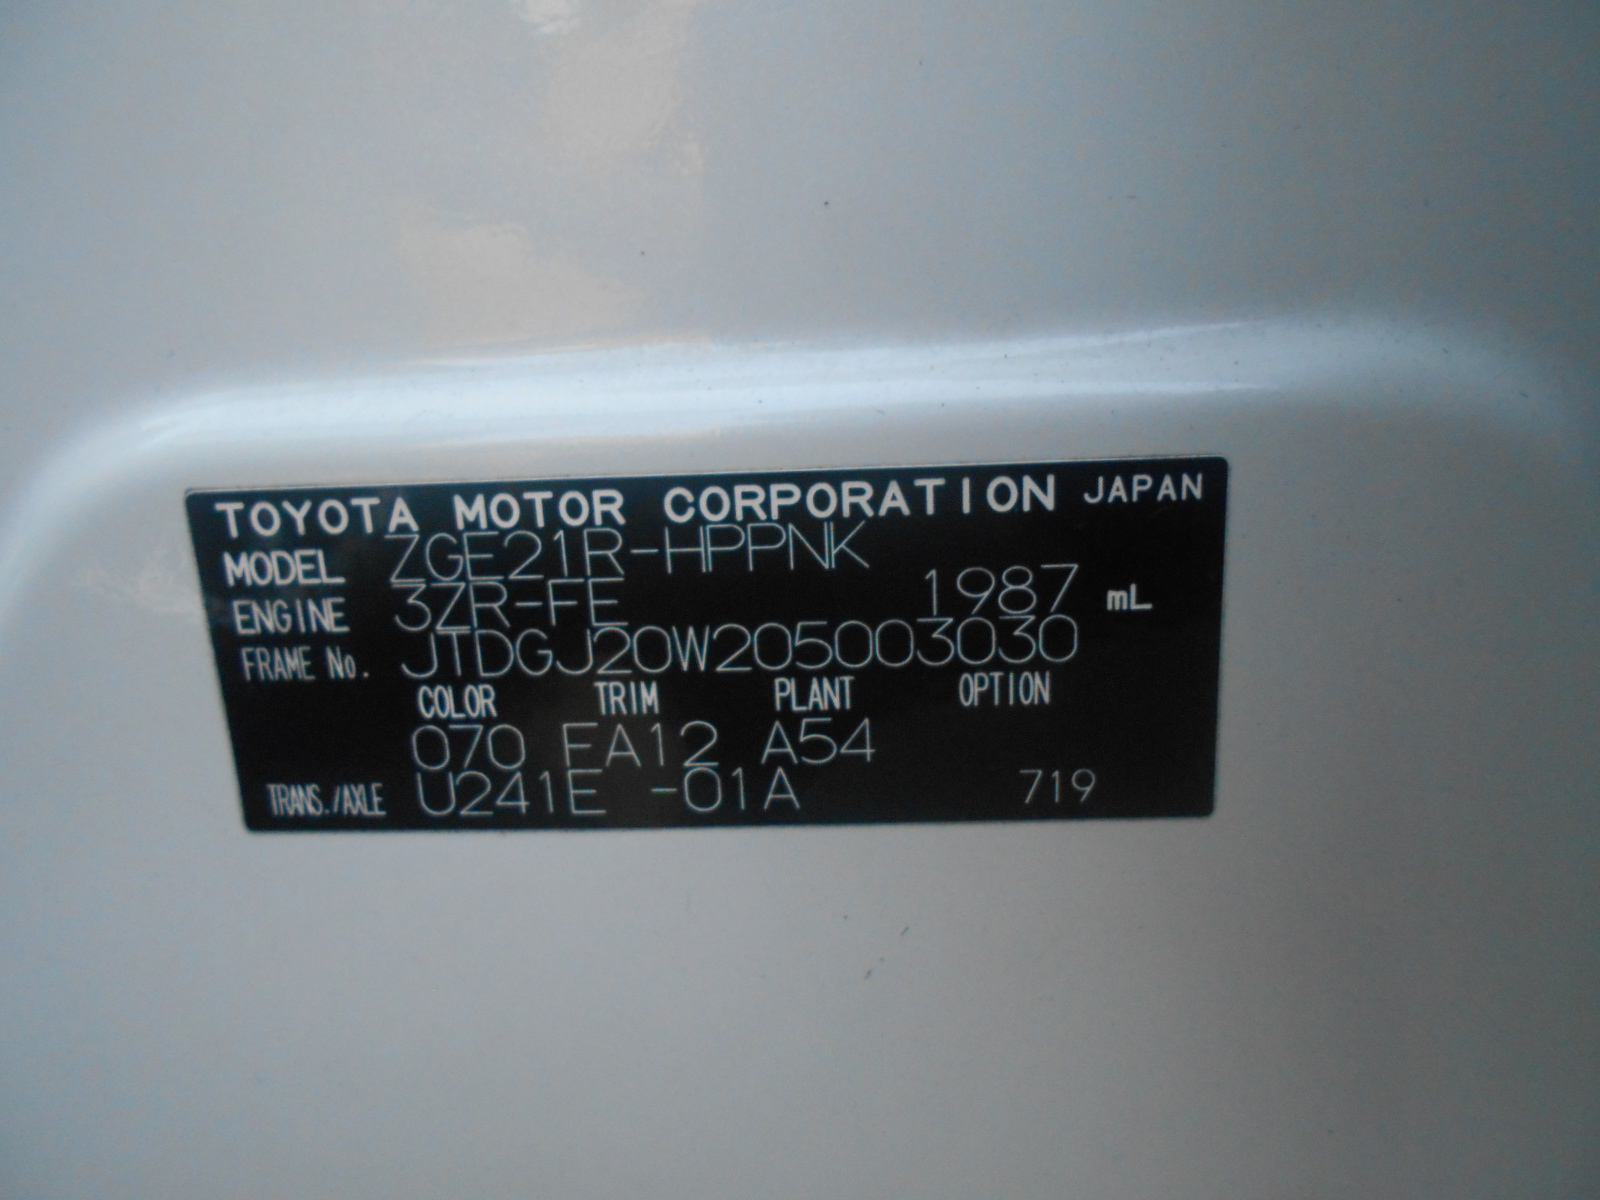 TOYOTA MOTOR CORPORATION JAPAN
MODEL ZGE21R-HPPNK
ENGINE 3ZR-FE 1987 mL
FRAME No. JTDGJ20W205003030
COLOR TRIM PLANT OPTION
070 FA12 A54
TRANS./AXLE U241E -01A 719